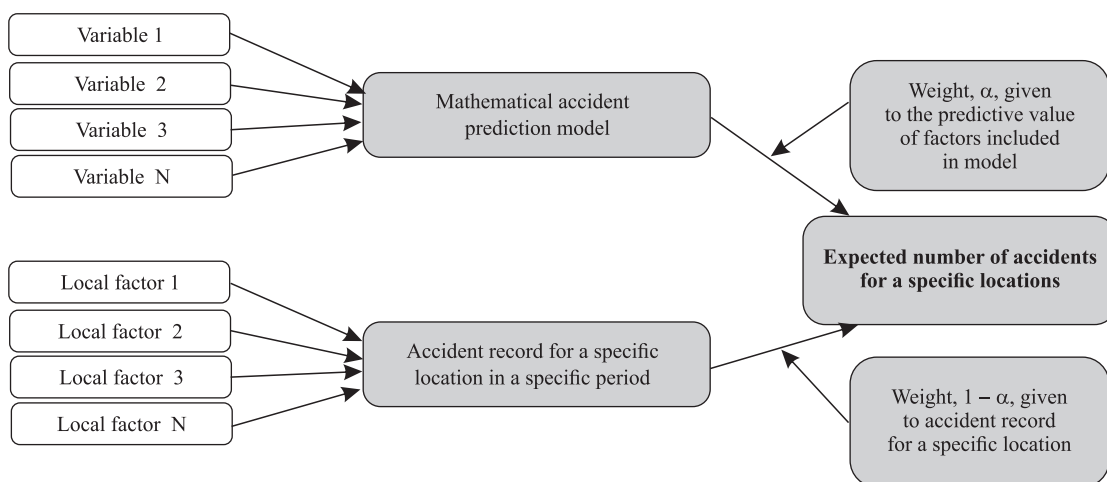 Variable 1
Variable 2
Variable 3
Variable N
Mathematical accident
prediction model
Weight, α, given
to the predictive value
of factors included
in model
Expected number of accidents
for a specific locations
Local factor 1
Local factor 2
Local factor 3
Local factor N
Accident record for a specific
location in a specific period
Weight, 1 − α, given
to accident record
for a specific location